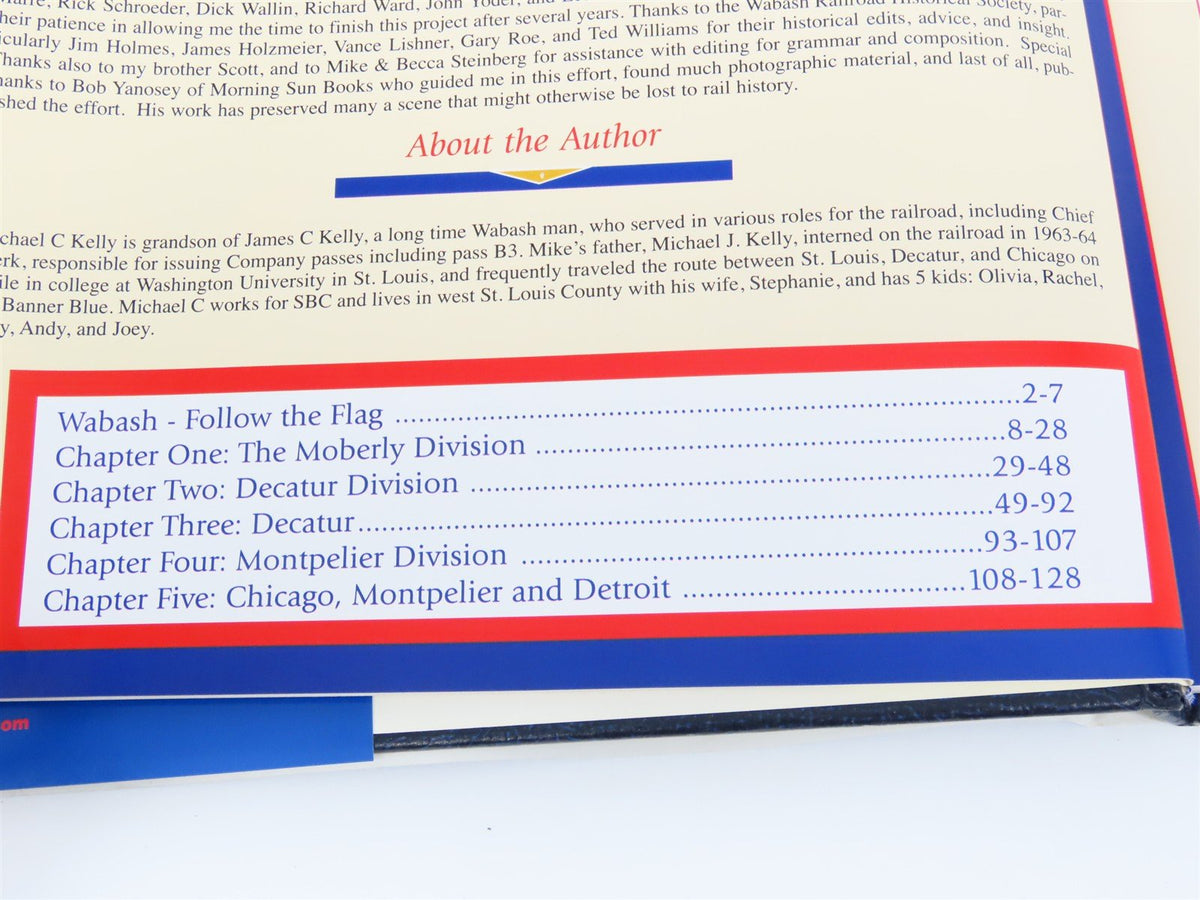 Rick Schroeder, Dick Wallin, Richard Ward, John Yoder, and
heir patience in allowing me the time to finish this project after several years. Thanks to the Wabash Railroad Historical Society, par-
icularly Jim Holmes, James Holzmeier, Vance Lishner, Gary Roe, and Ted Williams for their historical edits, advice, and insight.
Thanks also to my brother Scott, and to Mike & Becca Steinberg for assistance with editing for grammar and composition. Special
hanks to Bob Yanosey of Morning Sun Books who guided me in this effort, found much photographic material, and last of all, pub-
shed the effort. His work has preserved many a scene that might otherwise be lost to rail history.
About the Author
chael C Kelly is grandson of James C Kelly, a long time Wabash man, who served in various roles for the railroad, including Chief
erk, responsible for issuing Company passes including pass B3. Mike's father, Michael J. Kelly, interned on the railroad in 1963-64
ile in college at Washington University in St. Louis, and frequently traveled the route between St. Louis, Decatur, and Chicago on
Banner Blue. Michael C works for SBC and lives in west St. Louis County with his wife, Stephanie, and has 5 kids: Olivia, Rachel,
y, Andy, and Joey.
Wabash - Follow the Flag ........................................................................2-7
Chapter One: The Moberly Division ......................................................8-28
Chapter Two: Decatur Division ............................................................29-48
Chapter Three: Decatur........................................................................49-92
Chapter Four: Montpelier Division ......................................................93-107
Chapter Five: Chicago, Montpelier and Detroit ................................108-128
om